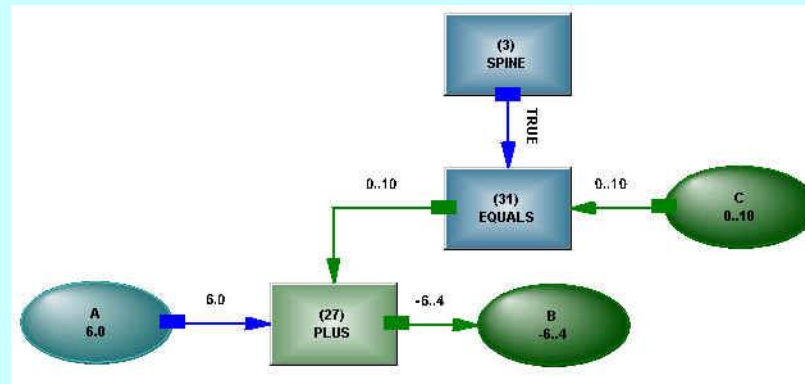 (3)
SPINE
TRUE
0..10
0..10
(31)
EQUALS
C
0..10
A
6.0
6.0
(27)
PLUS
-6..4
B
-6..4